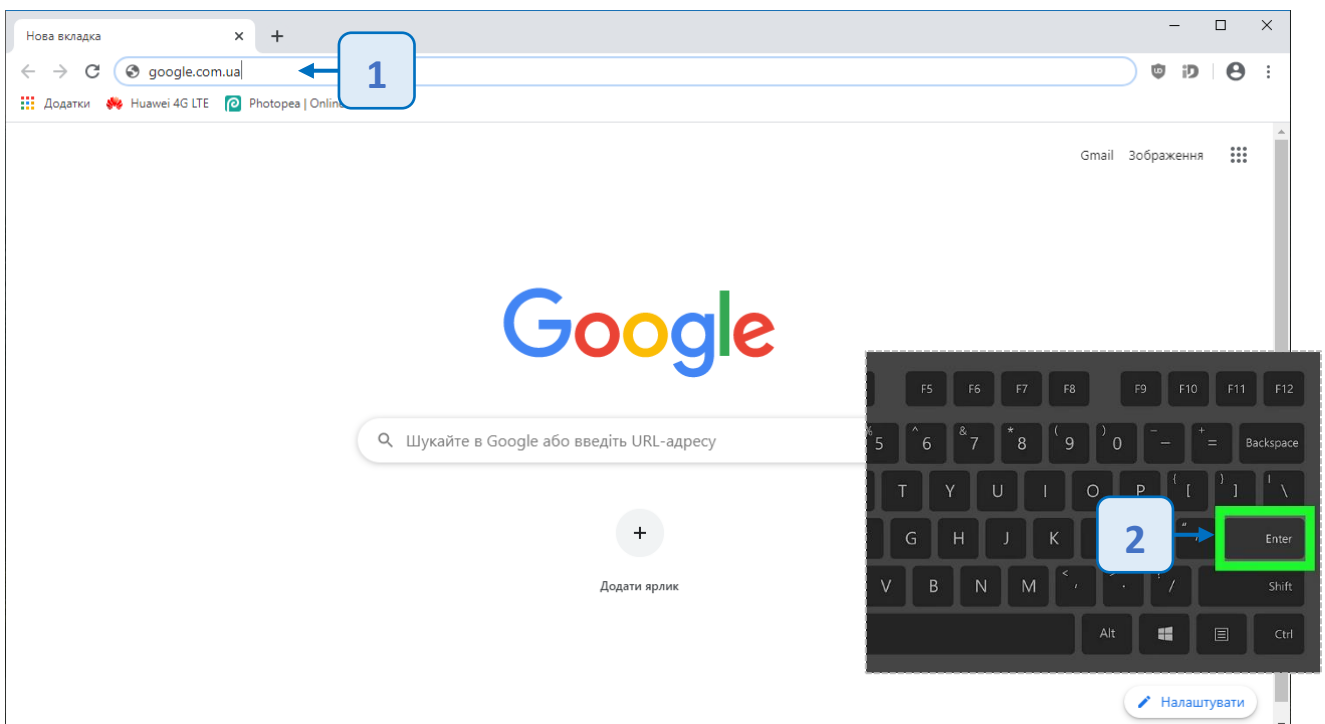 Нова вкладка
google.com.ua
1
Додатки Huawei 4G LTE Photopea | Online
Gmail Зображення
Google
Шукайте в Google або введіть URL-адресу
Додати ярлик
F5 F6 F7 F8 F9 F10 F11 F12
% 5 ^ 6 & 7 * 8 ( 9 ) 0 - – + = Backspace
T Y U I O P { [ } ] | \
G H J K " Enter
2
V B N M < , > . ? / Shift
Alt Ctrl
Налаштувати